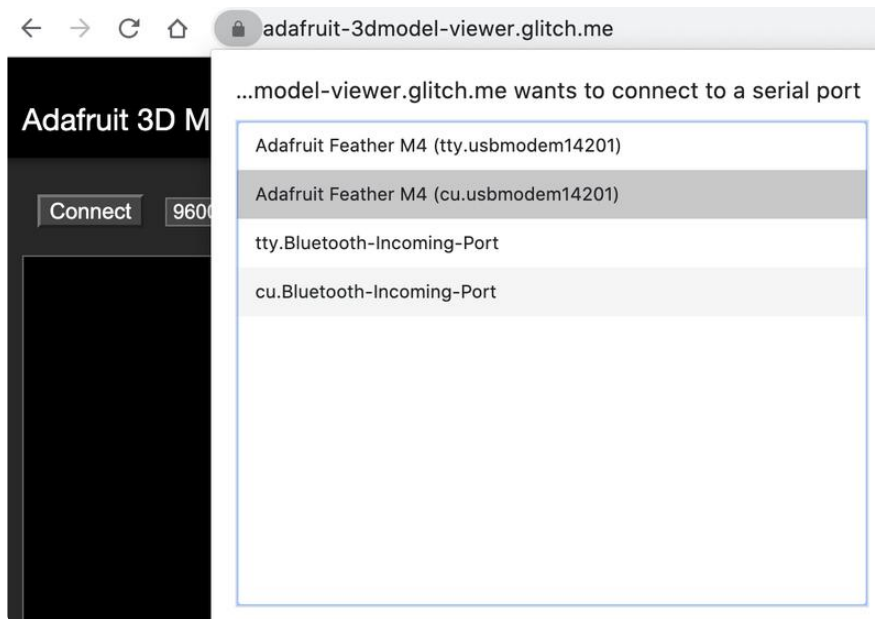 adafruit-3dmodel-viewer.glitch.me
...model-viewer.glitch.me wants to connect to a serial port
Adafruit 3D M
Adafruit Feather M4 (tty.usbmodem14201)
Adafruit Feather M4 (cu.usbmodem14201)
Connect
960
tty.Bluetooth-Incoming-Port
cu.Bluetooth-Incoming-Port